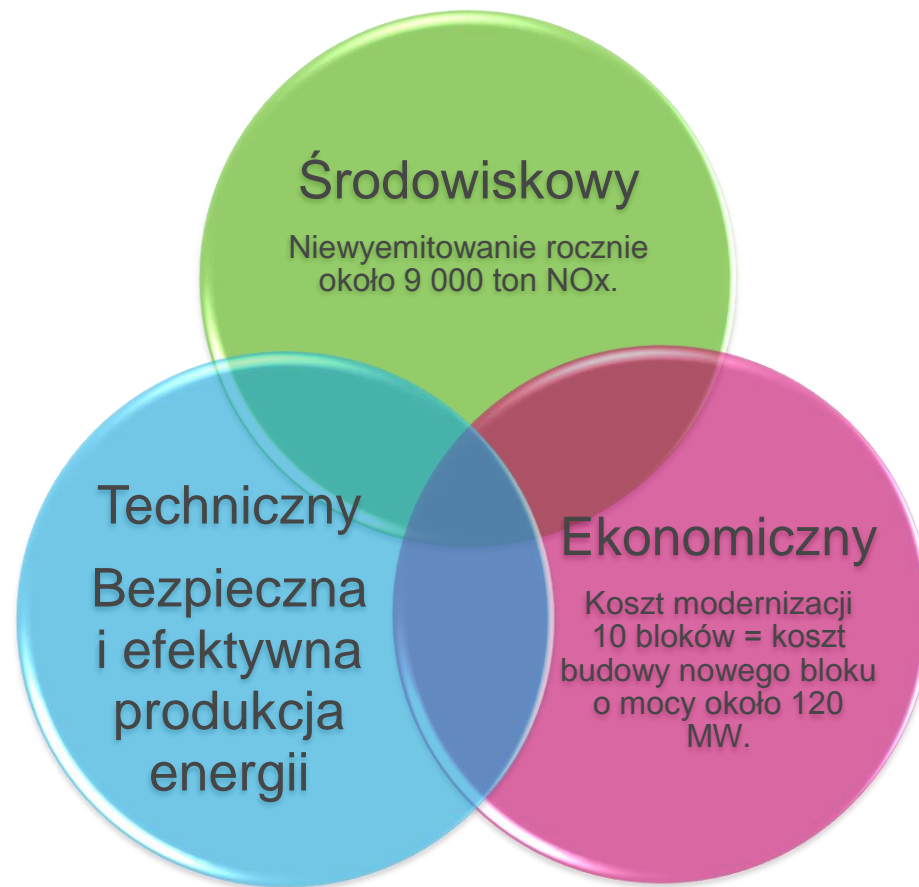 Środowiskowy
Niewyemitowanie rocznie
około 9 000 ton NOx.
Techniczny
Bezpieczna
i efektywna
produkcja
energii
Ekonomiczny
Koszt modernizacji
10 bloków = koszt
budowy nowego bloku
o mocy około 120
MW.